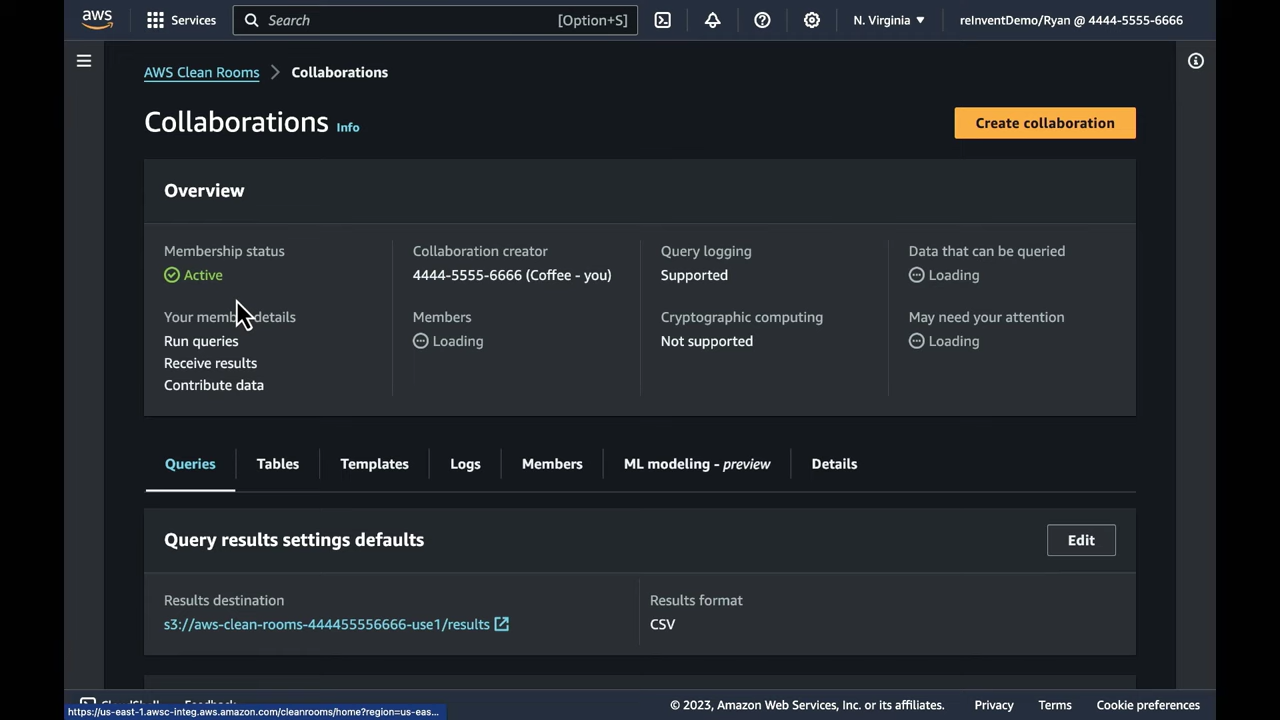 aws
Services
Search
[Option+S]
N. Virginia
reInventDemo/Ryan @ 4444-5555-6666
AWS Clean Rooms
Collaborations
Collaborations
Info
Create collaboration
Overview
Membership status
Collaboration creator
Query logging
Data that can be queried
Active
4444-5555-6666 (Coffee - you)
Supported
Loading
Your member details
Members
Cryptographic computing
May need your attention
Run queries
Loading
Not supported
Loading
Receive results
Contribute data
Queries
Tables
Templates
Logs
Members
ML modeling - preview
Details
Query results settings defaults
Edit
Results destination
Results format
s3://aws-clean-rooms-444455556666-use1/results
CSV
CloudShell
Feedback
© 2023, Amazon Web Services, Inc. or its affiliates.
Privacy
Terms
Cookie preferences
https://us-east-1.awsc-integ.aws.amazon.com/cleanrooms/home?region=us-eas...